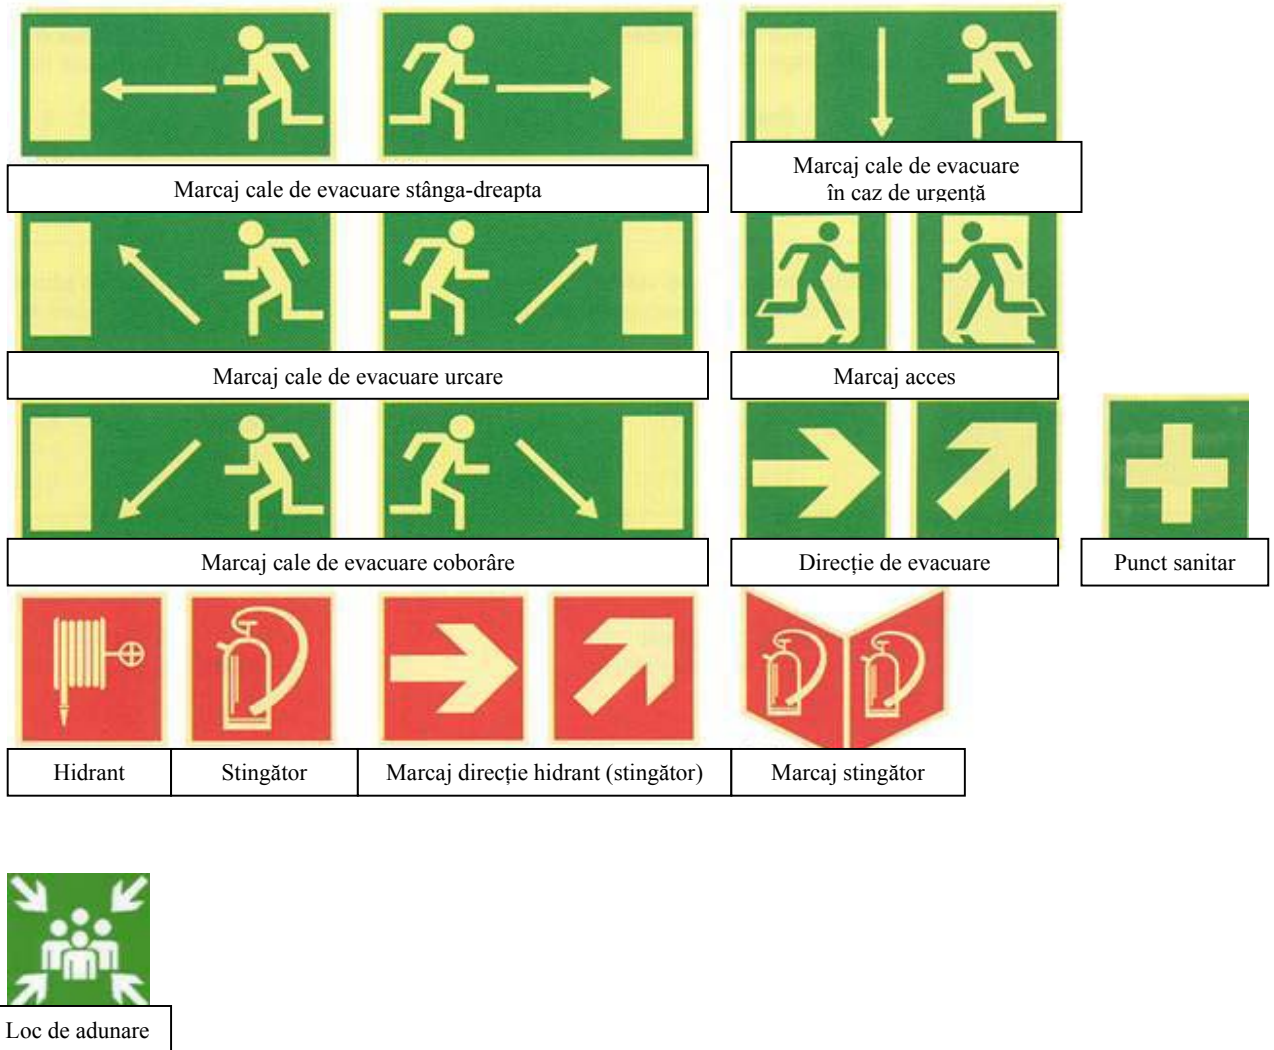 Marcaj cale de evacuare stânga-dreapta
Marcaj cale de evacuare
în caz de urgență
Marcaj cale de evacuare urcare
Marcaj acces
Marcaj cale de evacuare coborâre
Direcție de evacuare
Punct sanitar
Hidrant
Stingător
Marcaj direcție hidrant (stingător)
Marcaj stingător
Loc de adunare